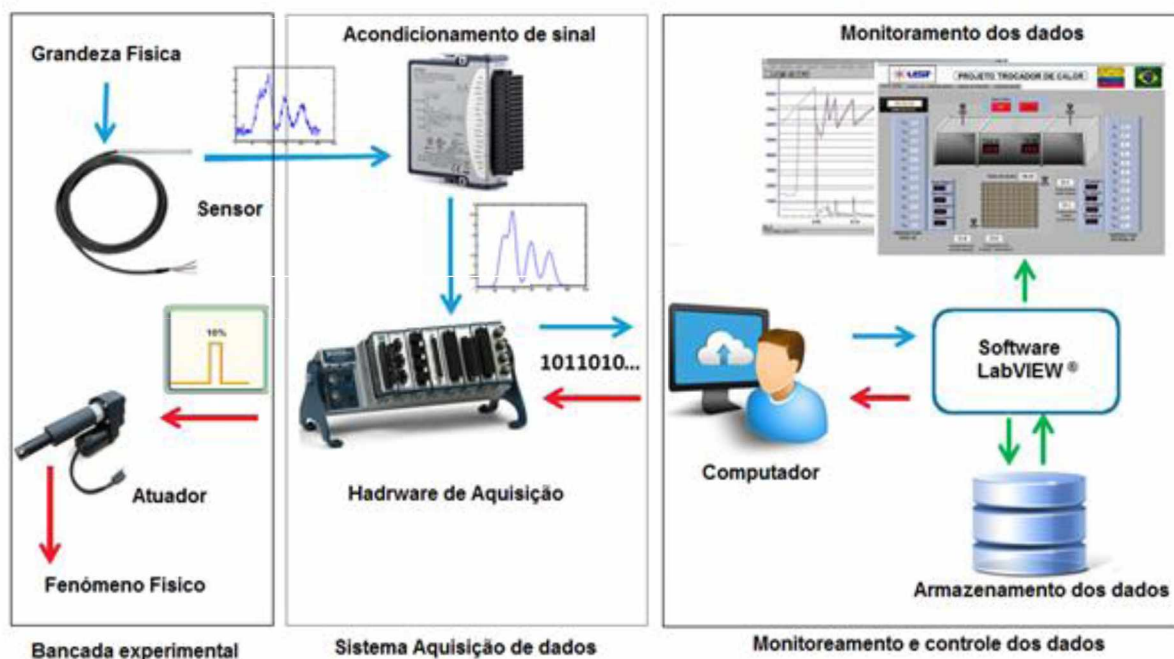 Grandeza Fisica
Sensor
10%
Atuador
Fenómeno Fisico
Bancada experimental
Acondicionamento de sinal
1011010...
Hadrware de Aquisição
Sistema Aquisição de dados
Monitoramento dos dados
PROJETO TROCADOR DE CALOR
Computador
Software
LabVIEW ®
Armazenamento dos dados
Monitoreamento e controle dos dados